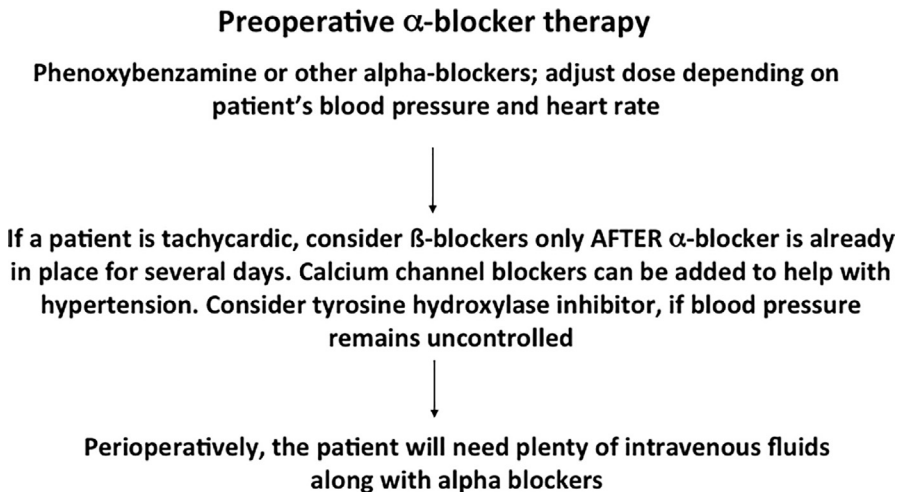 Preoperative α-blocker therapy
Phenoxybenzamine or other alpha-blockers; adjust dose depending on
patient’s blood pressure and heart rate
If a patient is tachycardic, consider ß-blockers only AFTER α-blocker is already
in place for several days. Calcium channel blockers can be added to help with
hypertension. Consider tyrosine hydroxylase inhibitor, if blood pressure
remains uncontrolled
Perioperatively, the patient will need plenty of intravenous fluids
along with alpha blockers